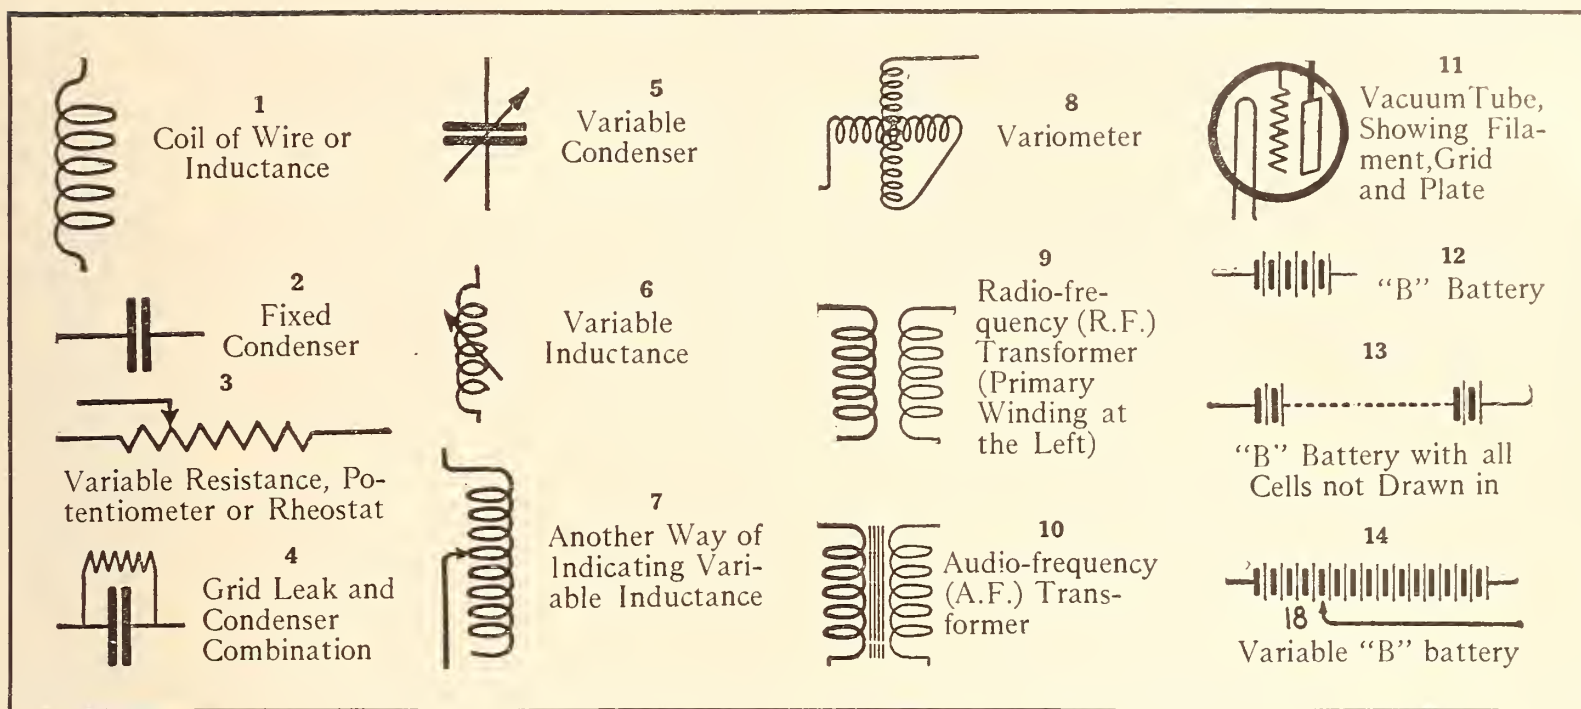 1
Coil of Wire or
Inductance
2
Fixed
Condenser
3
Variable Resistance, Po-
tentiometer or Rheostat
4
Grid Leak and
Condenser
Combination
5
Variable
Condenser
6
Variable
Inductance
7
Another Way of
Indicating Vari-
able Inductance
8
Variometer
9
Radio-fre-
quency (R.F.)
Transformer
(Primary
Winding at
the Left)
10
Audio-frequency
(A.F.) Trans-
former
11
Vacuum Tube,
Showing Fila-
ment, Grid
and Plate
12
“B” Battery
13
“B” Battery with all
Cells not Drawn in
14
18
Variable “B” battery